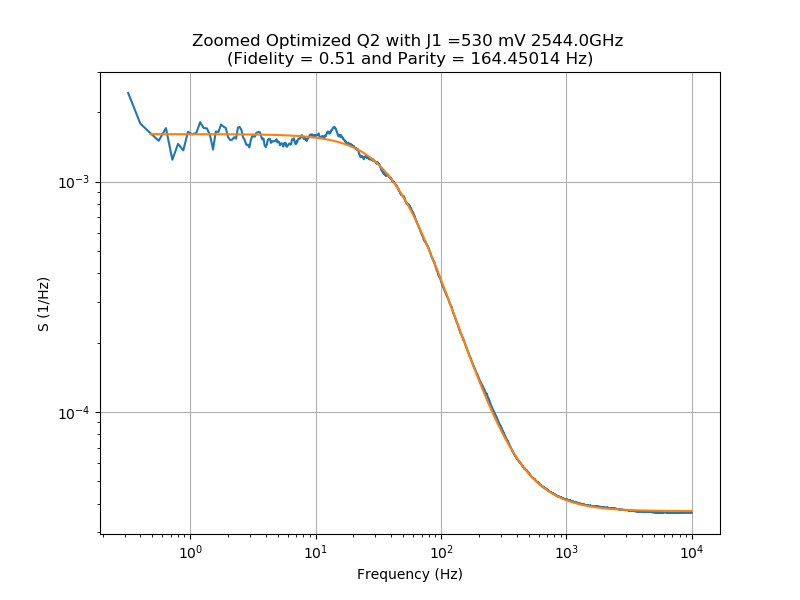 Zoomed Optimized Q2 with J1 =530 mV 2544.0GHz
(Fidelity = 0.51 and Parity = 164.45014 Hz)
S (1/Hz)
10⁻³
10⁻⁴
10⁰ 10¹ 10² 10³ 10⁴
Frequency (Hz)